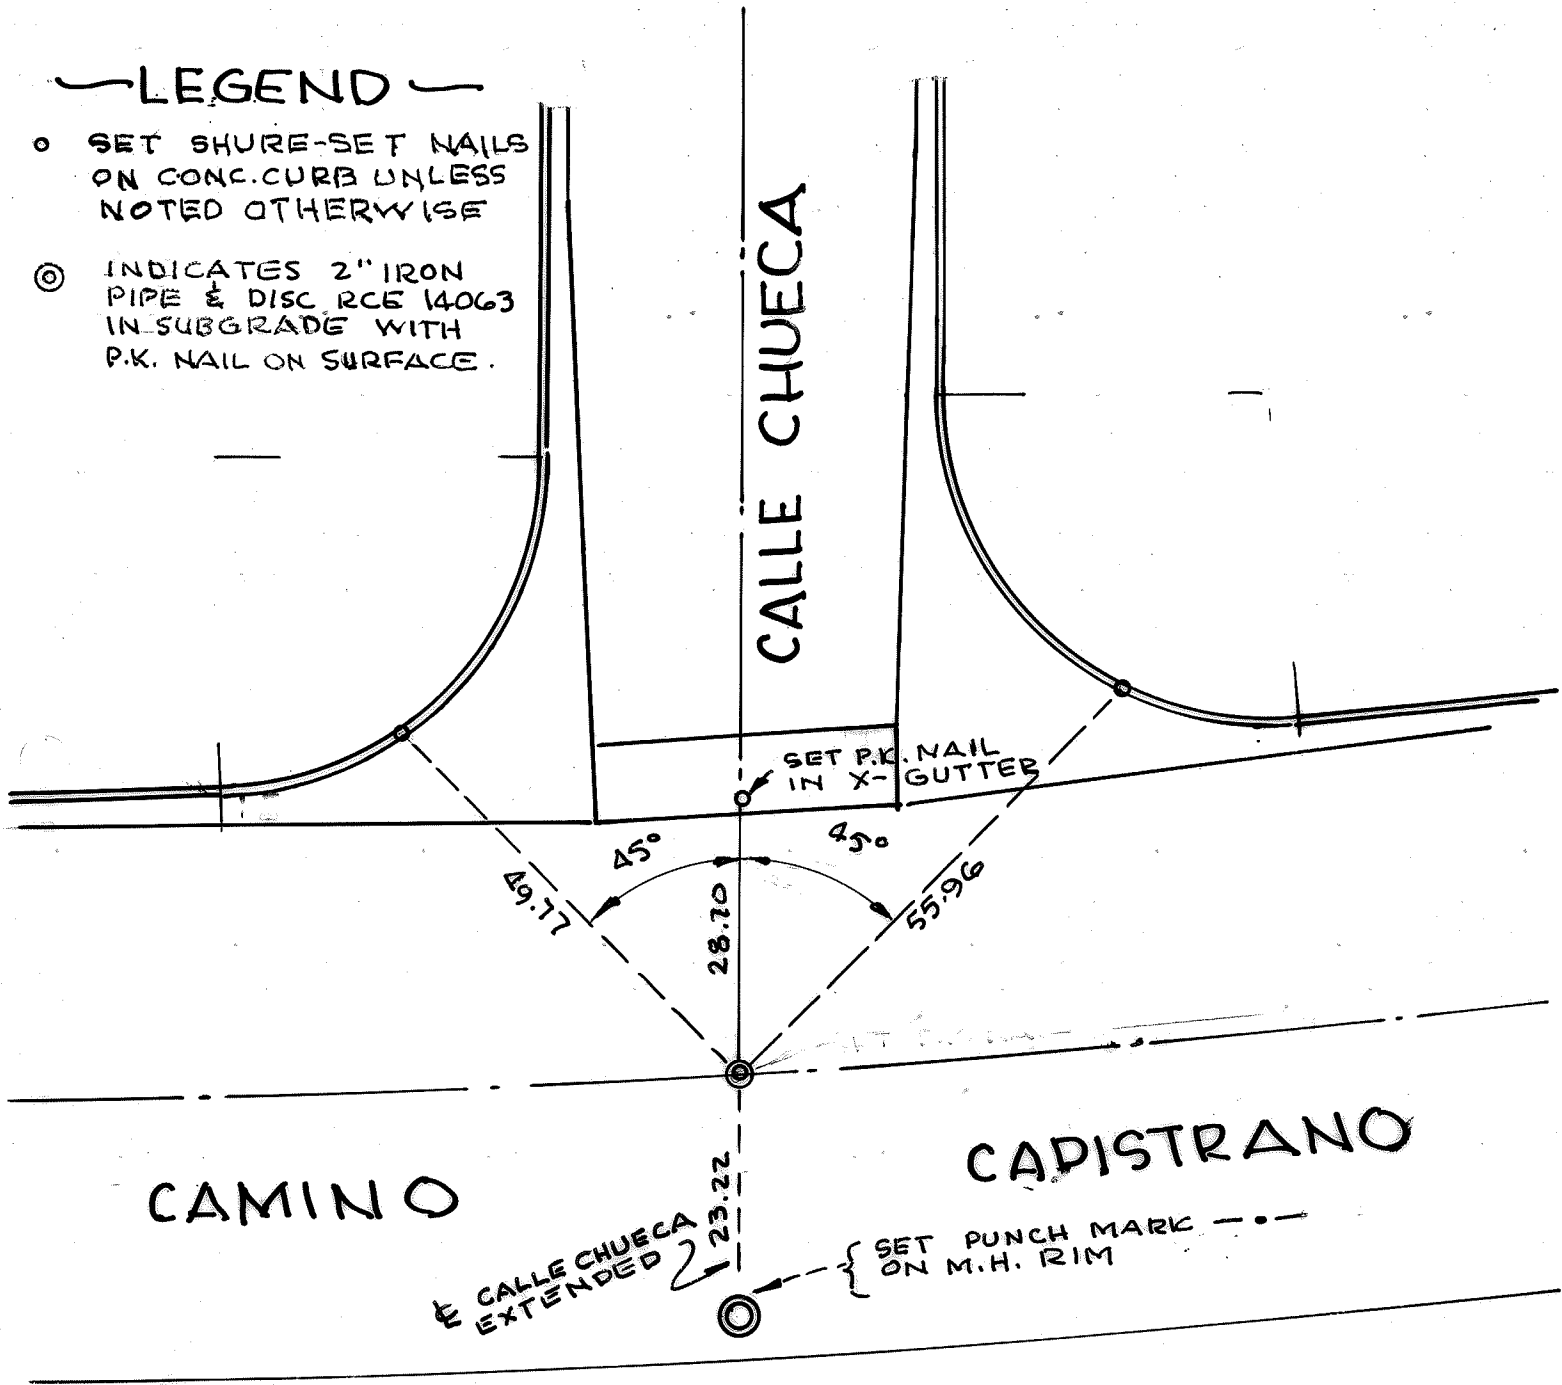 LEGEND
SET SHURE-SET NAILS
ON CONC. CURB UNLESS
NOTED OTHERWISE
INDICATES 2" IRON
PIPE & DISC RCE 14063
IN SUBGRADE WITH
P.K. NAIL ON SURFACE.
CALLE CHUECA
SET P.K. NAIL
IN X-GUTTER
45°
45°
49.77
28.70
55.96
CAMINO
CAPISTRANO
23.22
℄ CALLE CHUECA
EXTENDED
SET PUNCH MARK
ON M.H. RIM